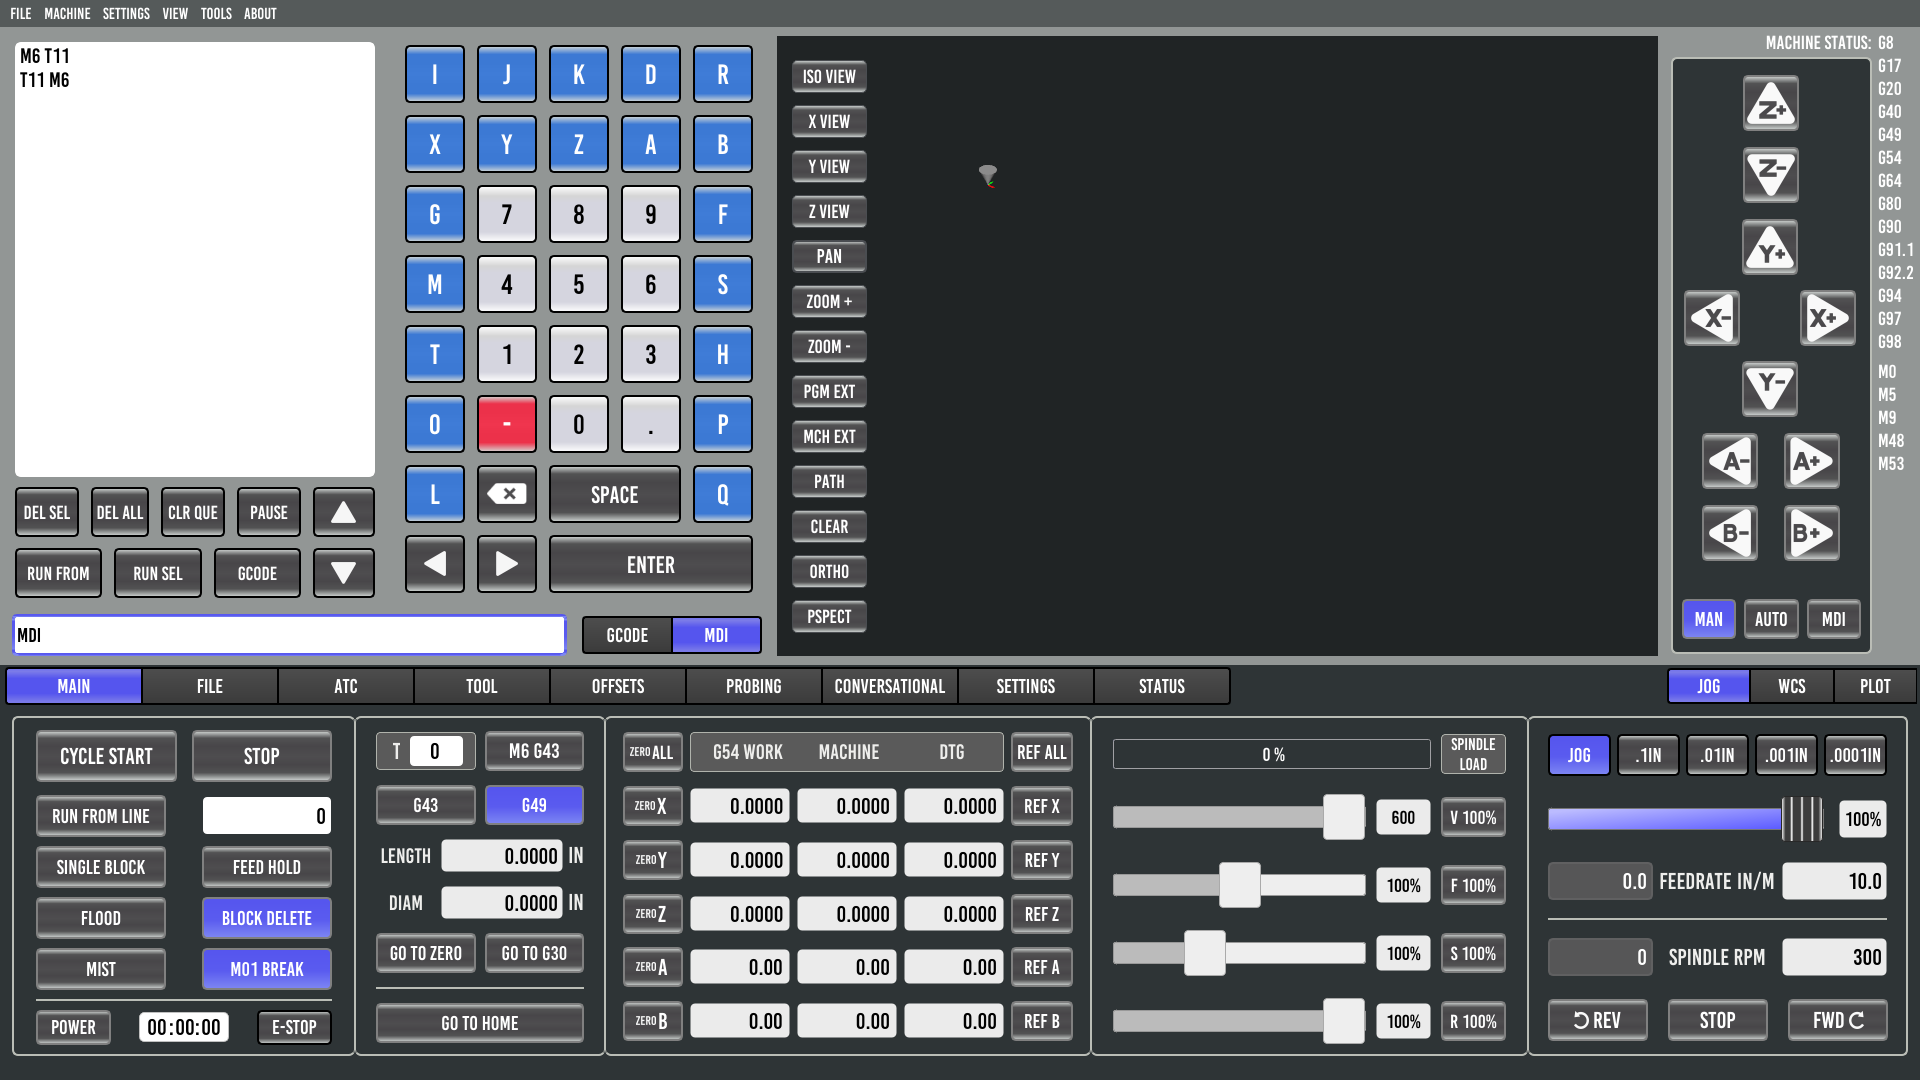 FILE MACHINE SETTINGS VIEW TOOLS ABOUT
M6 T11
T11 M6
DEL SEL DEL ALL CLR QUE PAUSE
RUN FROM RUN SEL GCODE
MDI
GCODE MDI
I J K D R
X Y Z A B
G 7 8 9 F
M 4 5 6 S
T 1 2 3 H
O - 0 . P
L SPACE Q
ENTER
ISO VIEW
X VIEW
Y VIEW
Z VIEW
PAN
ZOOM +
ZOOM -
PGM EXT
MCH EXT
PATH
CLEAR
ORTHO
PSPECT
MACHINE STATUS: G8
G17
G20
G40
G49
G54
G64
G80
G90
G91.1
G92.2
G94
G97
G98
M0
M5
M9
M48
M53
Z+
Z-
Y+
X- X+
Y-
A- A+
B- B+
MAN AUTO MDI
MAIN FILE ATC TOOL OFFSETS PROBING CONVERSATIONAL SETTINGS STATUS
JOG WCS PLOT
CYCLE START STOP
RUN FROM LINE 0
SINGLE BLOCK FEED HOLD
FLOOD BLOCK DELETE
MIST M01 BREAK
POWER 00:00:00 E-STOP
T 0 M6 G43
G43 G49
LENGTH 0.0000 IN
DIAM 0.0000 IN
GO TO ZERO GO TO G30
GO TO HOME
ZERO ALL G54 WORK MACHINE DTG REF ALL
ZERO X 0.0000 0.0000 0.0000 REF X
ZERO Y 0.0000 0.0000 0.0000 REF Y
ZERO Z 0.0000 0.0000 0.0000 REF Z
ZERO A 0.00 0.00 0.00 REF A
ZERO B 0.00 0.00 0.00 REF B
0 % SPINDLE LOAD
600 V 100%
100% F 100%
100% S 100%
100% R 100%
JOG .1IN .01IN .001IN .0001IN
100%
0.0 FEEDRATE IN/M 10.0
0 SPINDLE RPM 300
REV STOP FWD